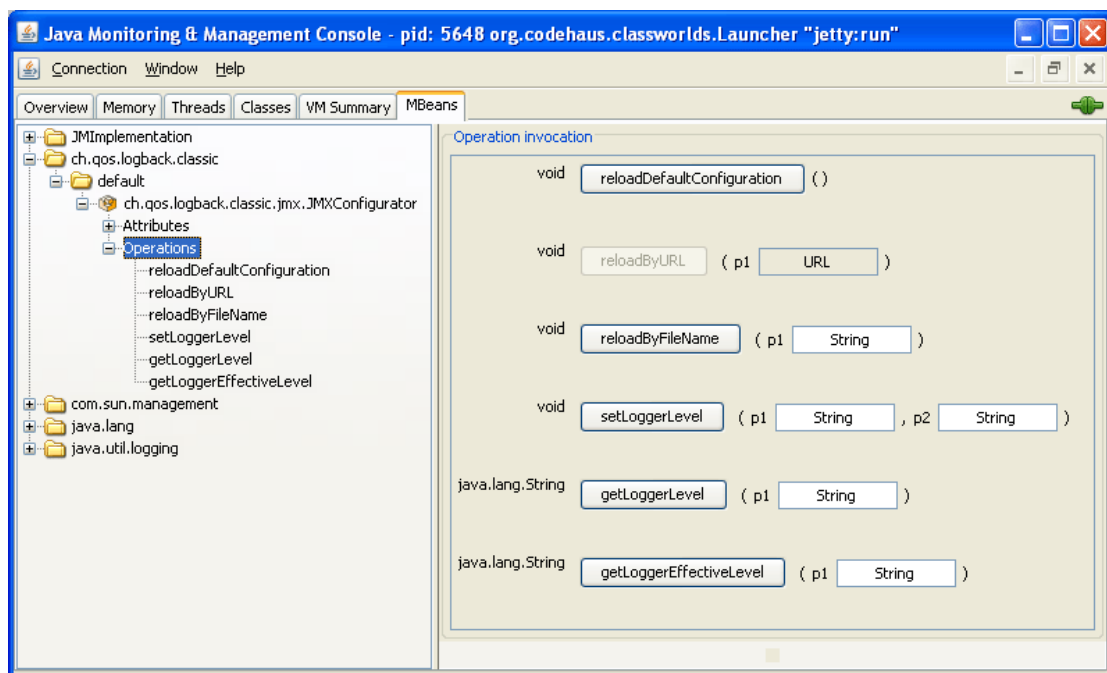 Java Monitoring & Management Console - pid: 5648 org.codehaus.classworlds.Launcher "jetty:run"
Connection Window Help
Overview Memory Threads Classes VM Summary MBeans
JMImplementation
ch.qos.logback.classic
default
ch.qos.logback.classic.jmx.JMXConfigurator
Attributes
Operations
reloadDefaultConfiguration
reloadByURL
reloadByFileName
setLoggerLevel
getLoggerLevel
getLoggerEffectiveLevel
com.sun.management
java.lang
java.util.logging
Operation invocation
void reloadDefaultConfiguration ( )
void reloadByURL ( p1 URL )
void reloadByFileName ( p1 String )
void setLoggerLevel ( p1 String , p2 String )
java.lang.String getLoggerLevel ( p1 String )
java.lang.String getLoggerEffectiveLevel ( p1 String )